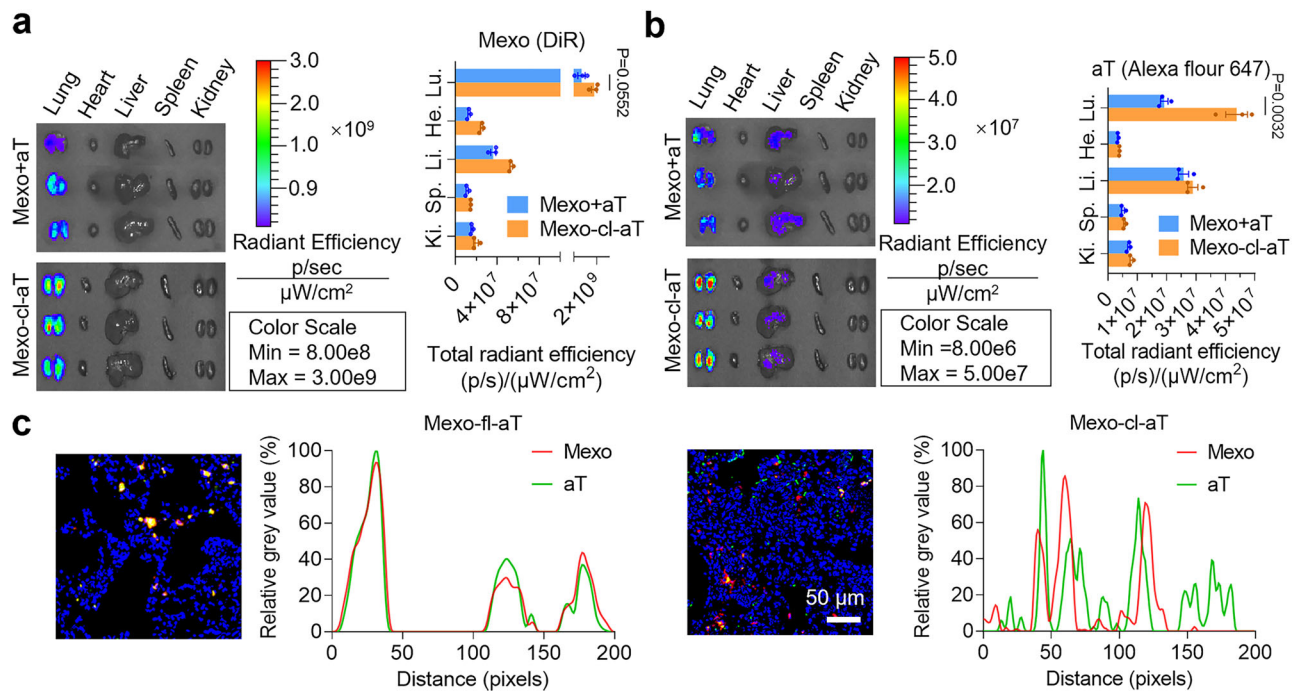 a
Lung
Heart
Liver
Spleen
Kidney
Mexo+aT
Mexo-cl-aT
3.0
2.0
×10⁹
0.9
Radiant Efficiency
p/sec
µW/cm²
Color Scale
Min = 8.00e8
Max = 3.00e9
Mexo (DiR)
P=0.0552
Lu.
He.
Li.
Sp.
Ki.
Mexo+aT
Mexo-cl-aT
0
4×10⁷
8×10⁷
2×10⁹
Total radiant efficiency
(p/s)/(µW/cm²)
b
Lung
Heart
Liver
Spleen
Kidney
Mexo+aT
Mexo-cl-aT
5.0
4.0
3.0
2.0
1.0
×10⁷
Radiant Efficiency
p/sec
µW/cm²
Color Scale
Min =8.00e6
Max = 5.00e7
aT (Alexa flour 647)
P=0.0032
Lu.
He.
Li.
Sp.
Ki.
Mexo+aT
Mexo-cl-aT
0
1×10⁷
2×10⁷
3×10⁷
4×10⁷
5×10⁷
Total radiant efficiency
(p/s)/(µW/cm²)
c
Mexo-fl-aT
Relative grey value (%)
100
80
60
40
20
0
Mexo
aT
0
50
100
150
200
Distance (pixels)
50 µm
Mexo-cl-aT
Relative grey value (%)
100
80
60
40
20
0
Mexo
aT
0
50
100
150
200
Distance (pixels)